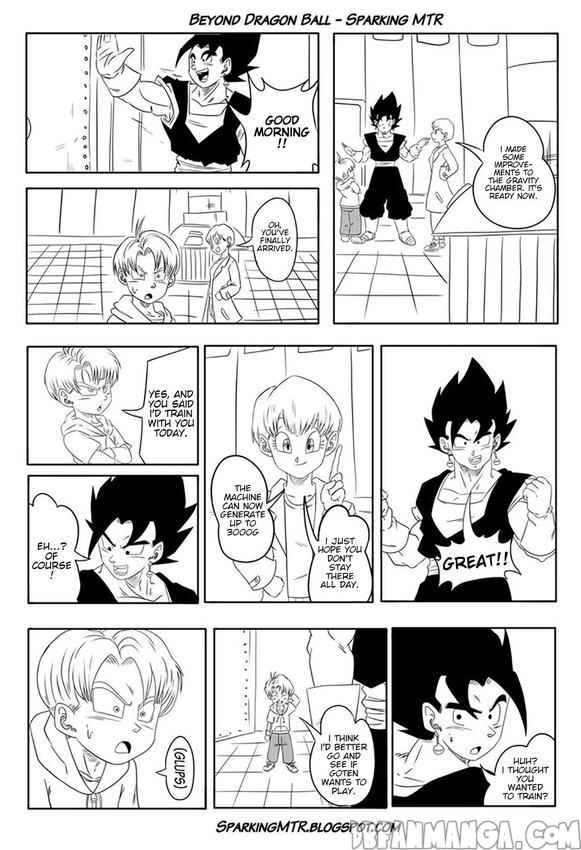 BEYOND DRAGON BALL - SPARKING MTR
GOOD
MORNING
!!
OH,
YOU'VE
FINALLY
ARRIVED.
I MADE
SOME
IMPROVE-
MENTS
TO THE
GRAVITY
CHAMBER. IT'S
READY NOW.
YES, AND
YOU SAID
I'D TRAIN
WITH YOU
TODAY.
EH...?
OF
COURSE
!
THE
MACHINE
CAN NOW
GENERATE
UP TO
3000G
I JUST
HOPE YOU
DON'T
STAY
THERE
ALL DAY.
GREAT!!
(GLUPS)
I THINK
I'D BETTER
GO AND
SEE IF
GOTEN
WANTS TO
PLAY.
HUH?
I THOUGHT
YOU
WANTED
TO TRAIN?
SPARKINGMTR.BLOGSPOT.COM
DBFANMANGA.COM